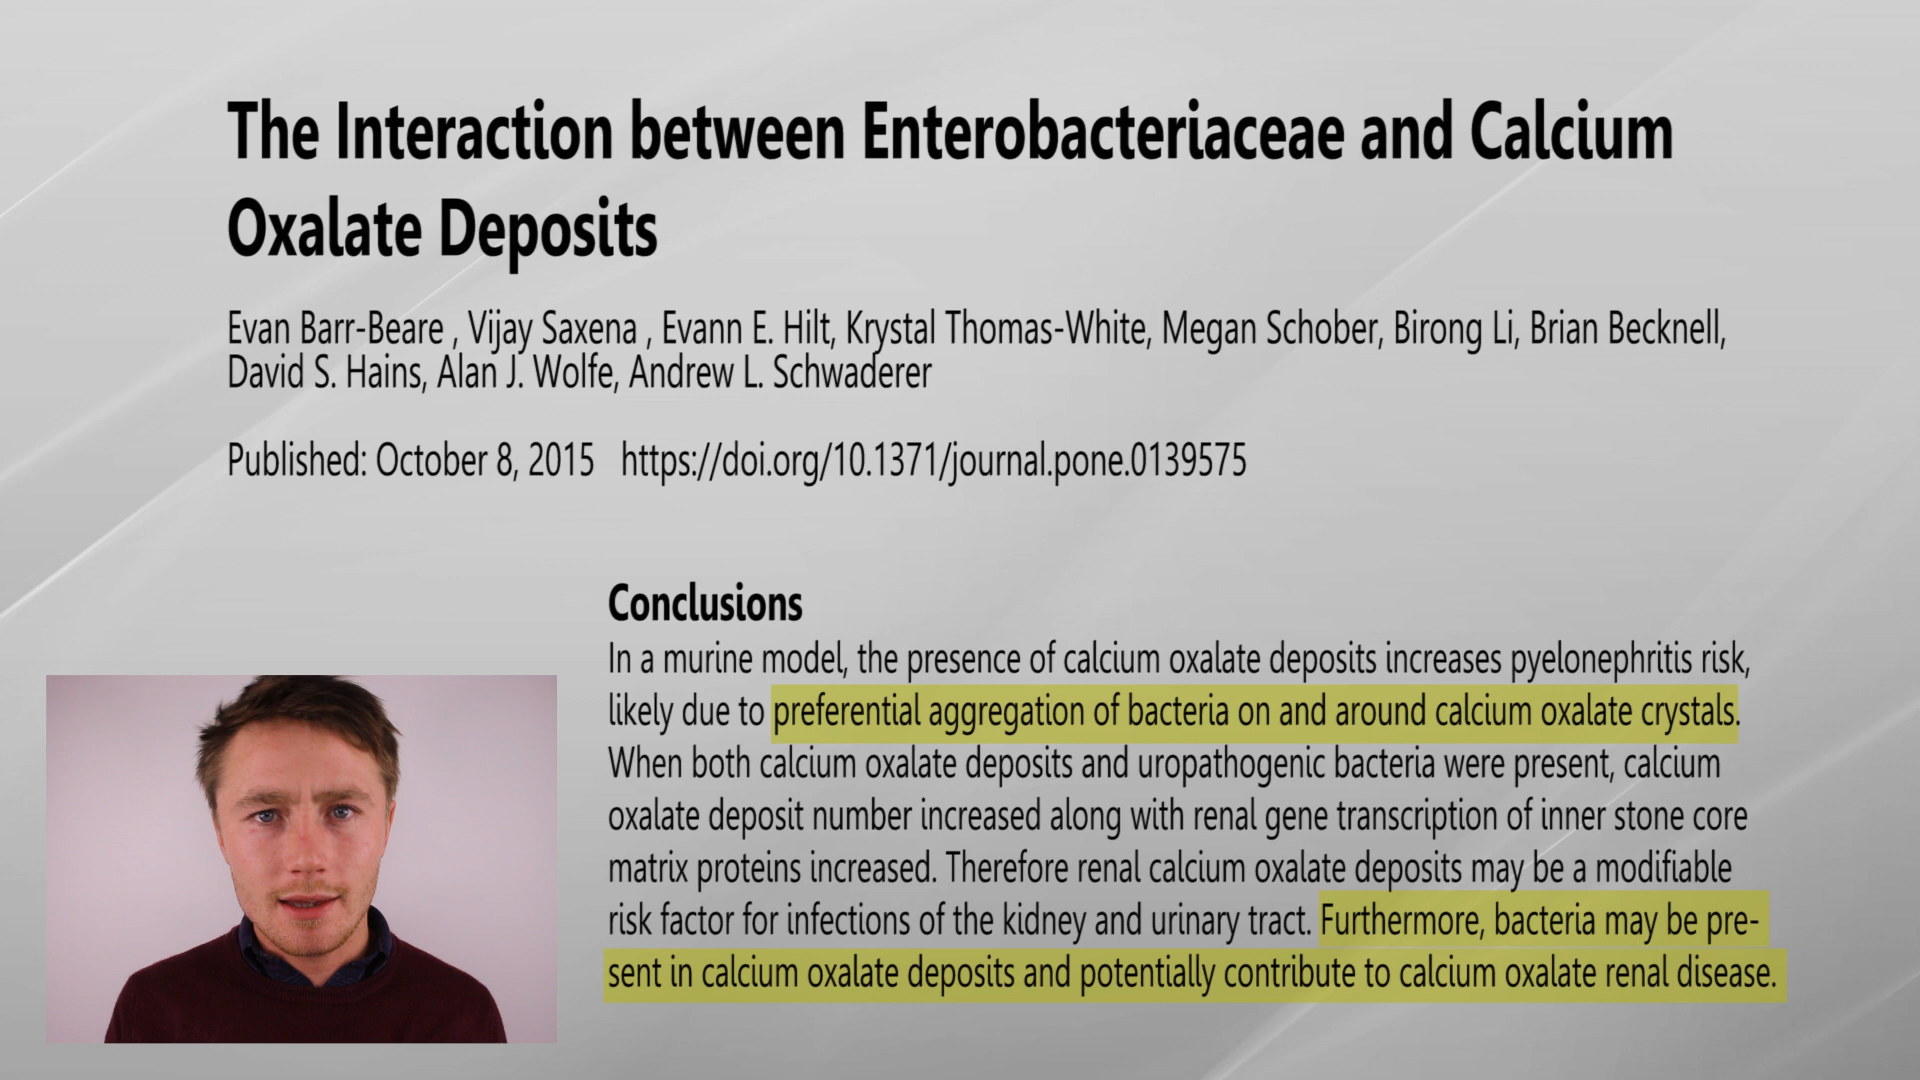 The Interaction between Enterobacteriaceae and Calcium
Oxalate Deposits
Evan Barr-Beare , Vijay Saxena , Evann E. Hilt, Krystal Thomas-White, Megan Schober, Birong Li, Brian Becknell,
David S. Hains, Alan J. Wolfe, Andrew L. Schwaderer
Published: October 8, 2015 https://doi.org/10.1371/journal.pone.0139575
Conclusions
In a murine model, the presence of calcium oxalate deposits increases pyelonephritis risk,
likely due to preferential aggregation of bacteria on and around calcium oxalate crystals.
When both calcium oxalate deposits and uropathogenic bacteria were present, calcium
oxalate deposit number increased along with renal gene transcription of inner stone core
matrix proteins increased. Therefore renal calcium oxalate deposits may be a modifiable
risk factor for infections of the kidney and urinary tract. Furthermore, bacteria may be pre-
sent in calcium oxalate deposits and potentially contribute to calcium oxalate renal disease.